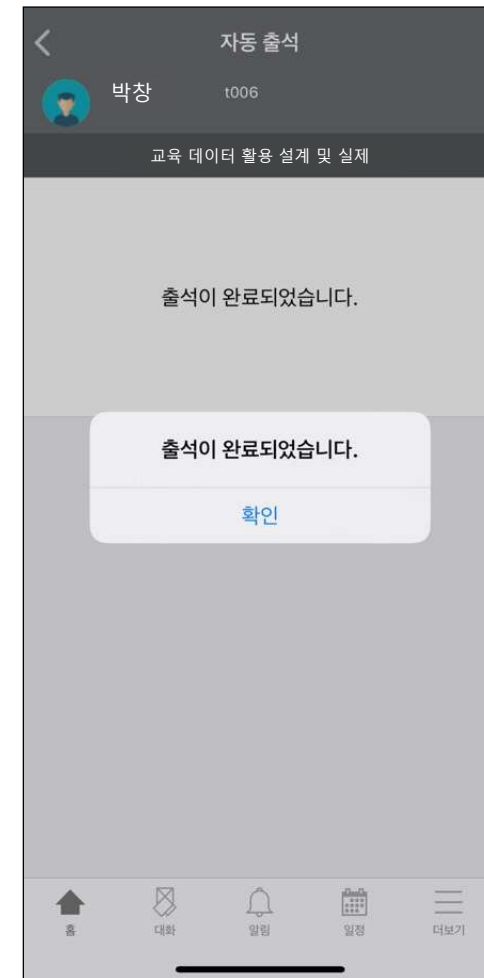 자동 출석
박창 t006
교육 데이터 활용 설계 및 실제
출석이 완료되었습니다.
출석이 완료되었습니다.
확인
홈 대화 알림 일정 더보기